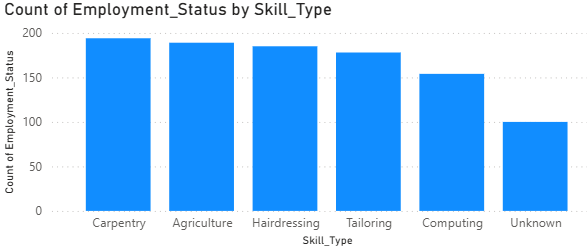 Count of Employment_Status by Skill_Type
Count of Employment_Status
200
150
100
50
0
Carpentry Agriculture Hairdressing Tailoring Computing Unknown
Skill_Type